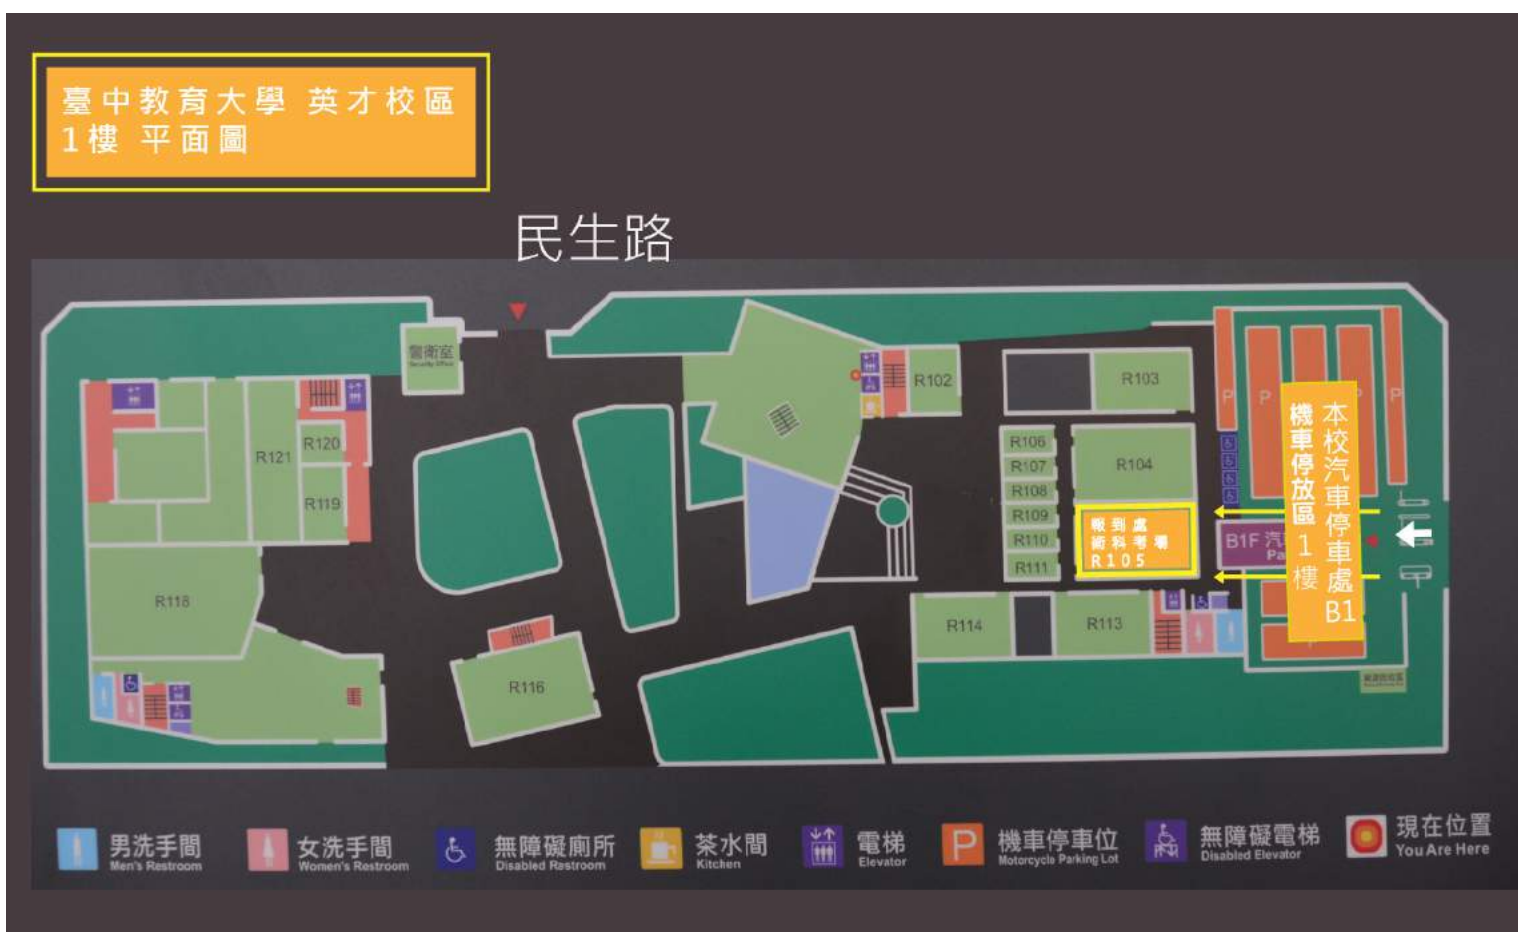 臺中教育大學 英才校區
1樓 平面圖
民生路
警衛室
Security Office
R102
R103
R121
R120
R119
R106
R107
R108
R109
R110
R111
R104
報到處
術科考場
R105
B1F 汽
Pa
P
P
P
P
本校汽車停車處B1
機車停放區1樓
R118
R116
R114
R113
男洗手間
Men's Restroom
女洗手間
Women's Restroom
無障礙廁所
Disabled Restroom
茶水間
Kitchen
電梯
Elevator
P
機車停車位
Motorcycle Parking Lot
無障礙電梯
Disabled Elevator
現在位置
You Are Here